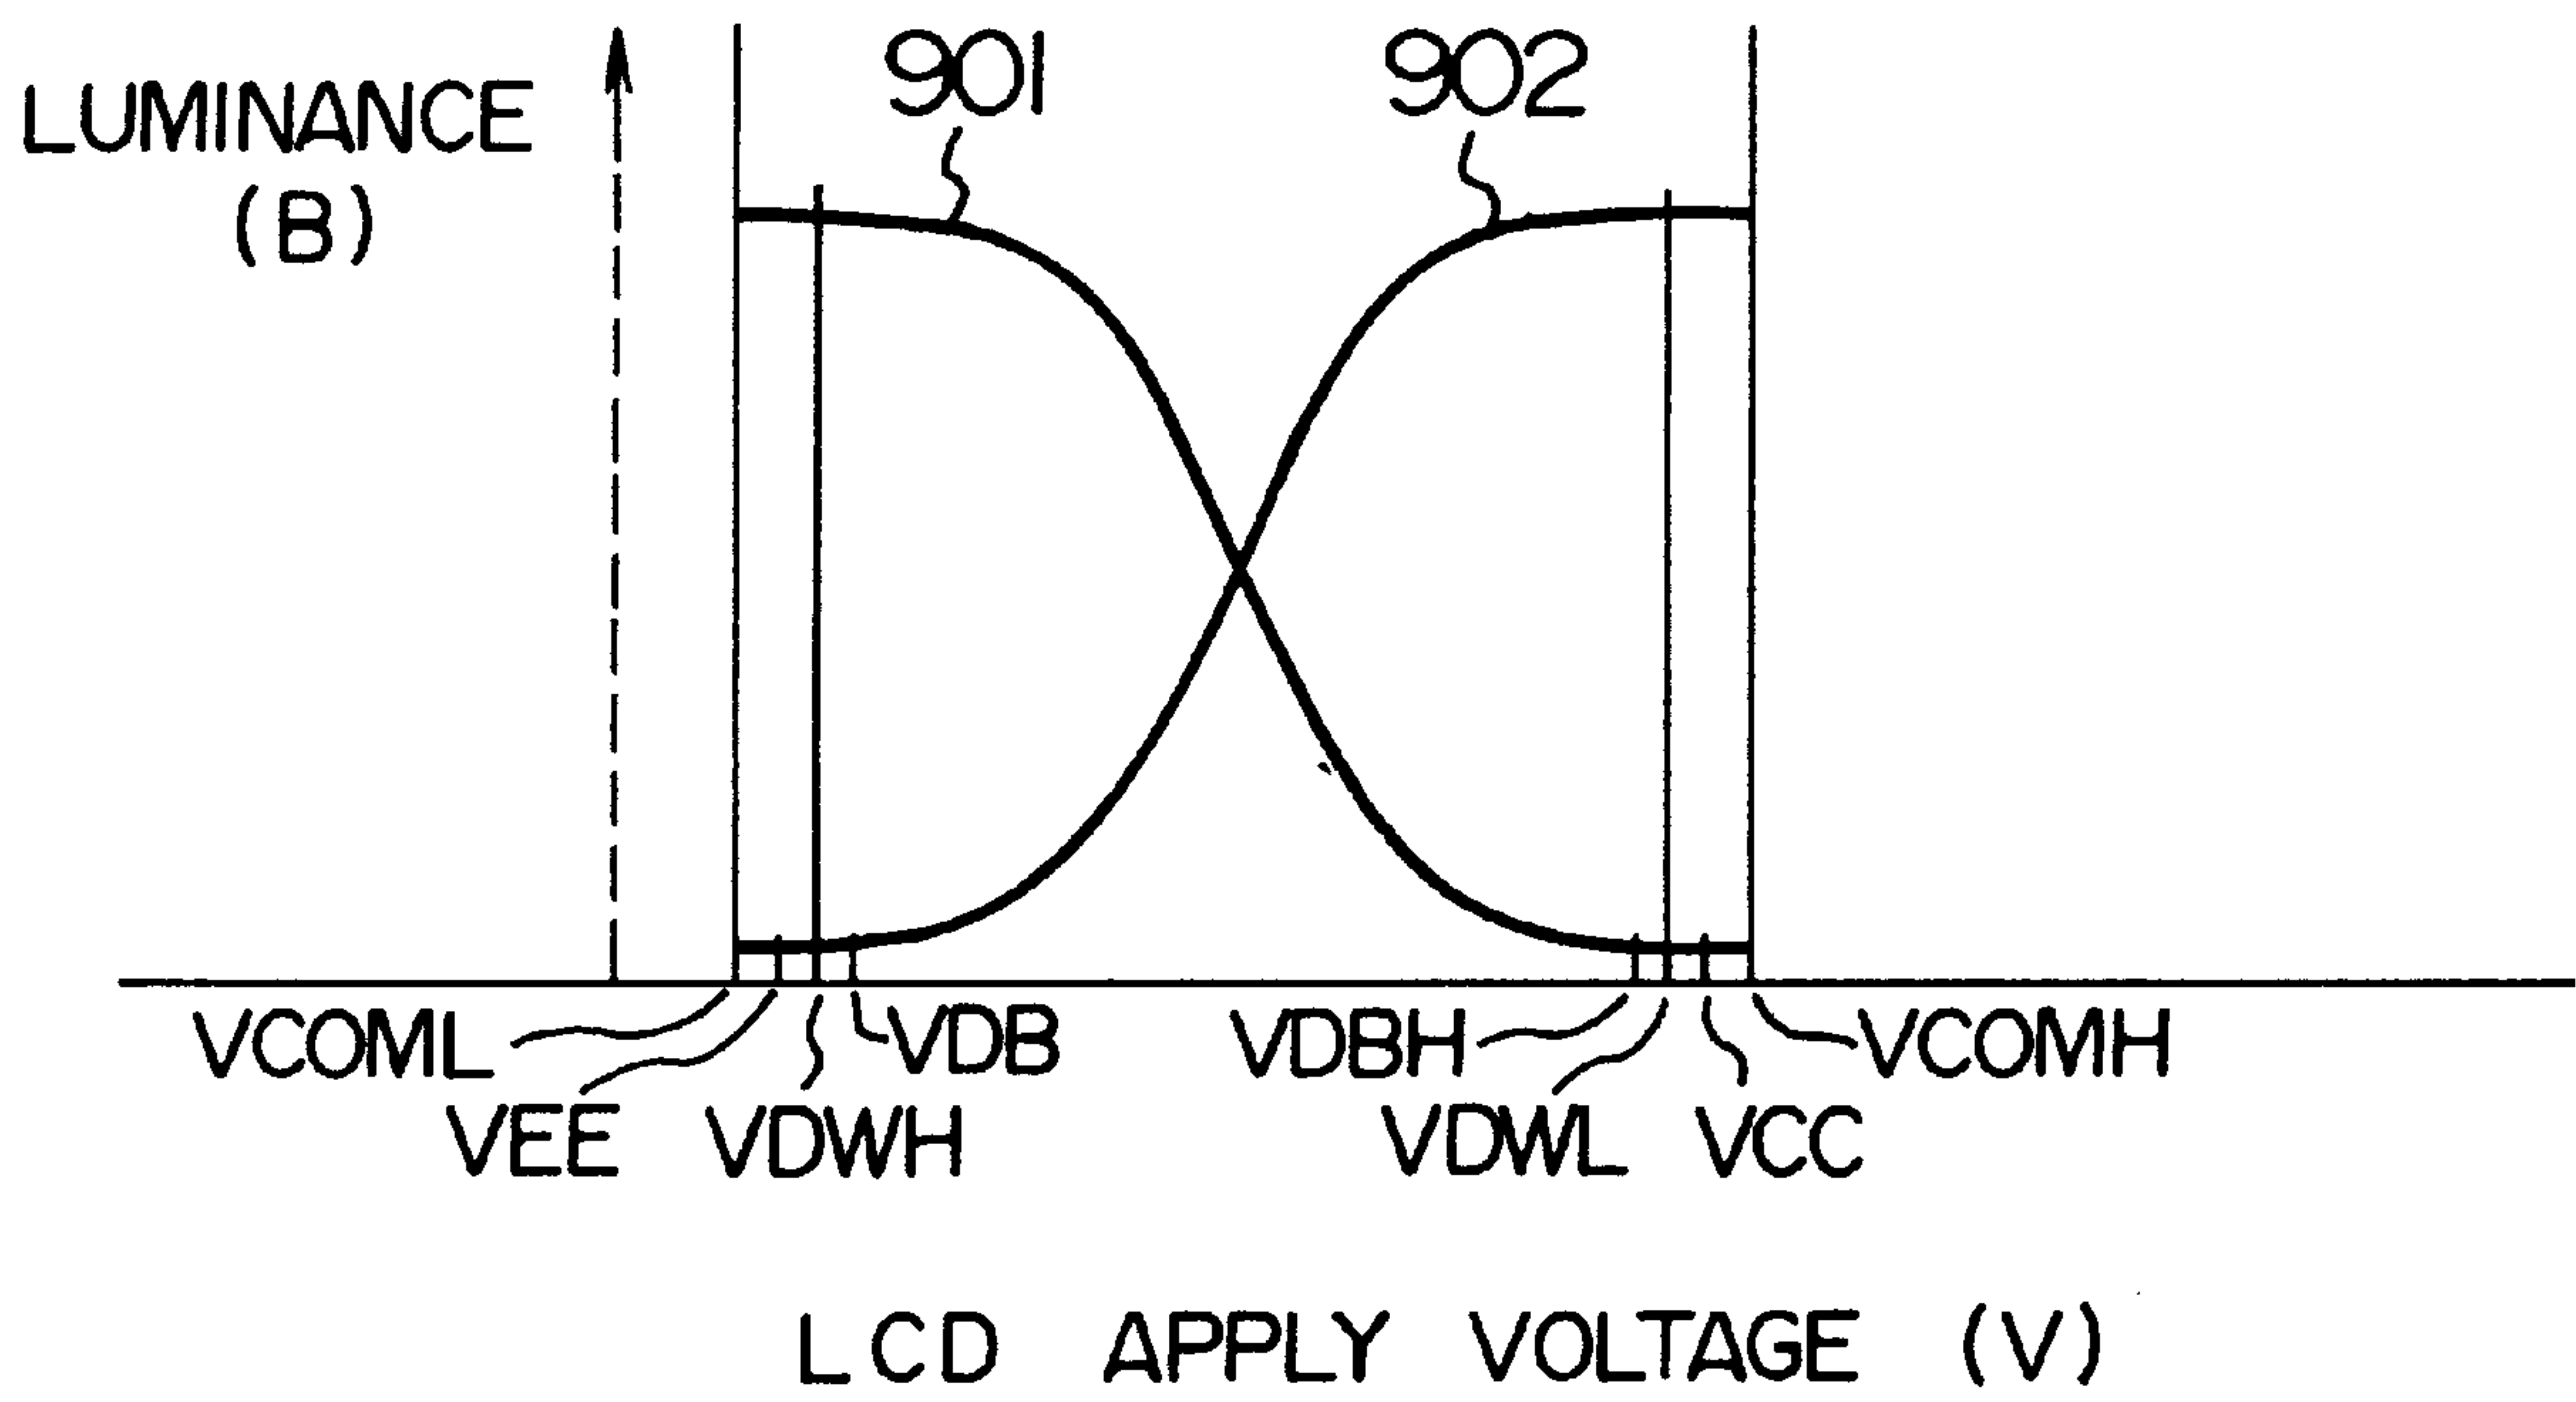 901 902
LUMINANCE
(B)
VCOML VDB VDBH VCOMH
VEE VDWH VDWL VCC
LCD APPLY VOLTAGE (V)